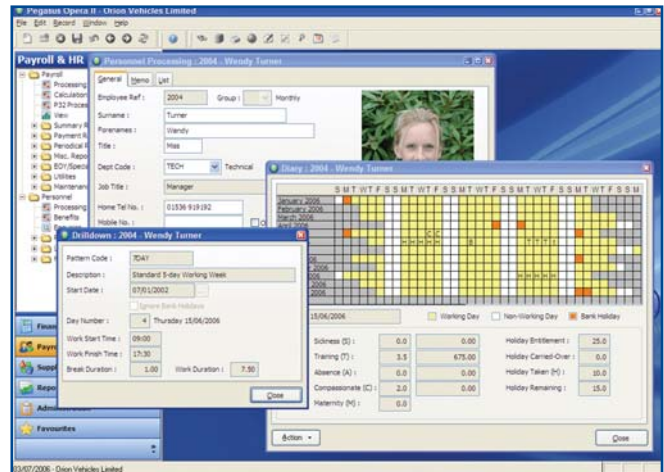 Pegasus Opera II - Orion Vehicles Limited
File Edit Record Window Help
Payroll & HR
Payroll
Processing
Calculation
P32 Proces
View
Summary R
Payment R
Periodical R
Misc. Repo
EOY/Specia
Utilities
Maintenan
Personnel
Processing
Benefits
Finan
Payr
Supp
Repo
Administration
Favourites
03/07/2006 - Orion Vehicles Limited
Personnel Processing : 2004 - Wendy Turner
General Memo List
Employee Ref : 2004 Group : Monthly
Surname : Turner
Forenames : Wendy
Title : Miss
Dept Code : TECH Technical
Job Title : Manager
Home Tel No. : 01536 919192
Mobile No. :
Drilldown : 2004 - Wendy Turner
Pattern Code : 7DAY
Description : Standard 5-day Working Week
Start Date : 07/01/2002
Ignore Bank Holidays
Day Number : 4 Thursday 15/06/2006
Work Start Time : 09:00
Work Finish Time : 17:30
Break Duration : 1.00 Work Duration : 7.50
Close
Diary : 2004 - Wendy Turner
S M T W T F S S M T W T F S S M T W T F S S M T W T F S S M T W T F S S M
January 2006
February 2006
March 2006
April 2006
15/06/2006 Working Day Non-Working Day Bank Holiday
Sickness (S) : 0.0 0.00 Holiday Entitlement : 25.0
Training (T) : 3.5 675.00 Holiday Carried-Over : 0.0
Absence (A) : 0.0 0.00 Holiday Taken (H) : 10.0
Compassionate (C) : 2.0 0.00 Holiday Remaining : 15.0
Maternity (M) : 0.0
Action Close